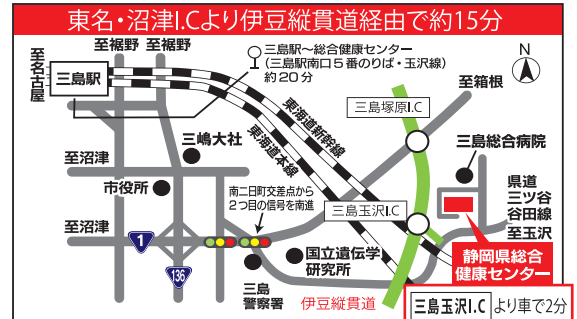 東名・沼津I.Cより伊豆縦貫道経由で約15分
至裾野
至裾野
三島駅〜総合健康センター
(三島駅南口5番のりば・玉沢線)
約20分
N
至名古屋
三島駅
至箱根
三島塚原I.C
東海道新幹線
東海道本線
三嶋大社
三島総合病院
至沼津
市役所
県道
三ツ谷
谷田線
至玉沢
南二日町交差点から
2つ目の信号を南進
三島玉沢I.C
至沼津
1
136
国立遺伝学
研究所
静岡県総合
健康センター
三島
警察署
伊豆縦貫道
三島玉沢I.Cより車で2分